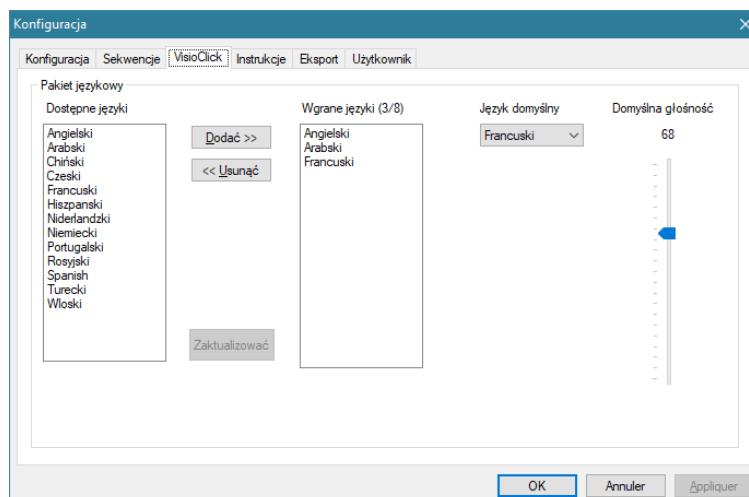 Konfiguracja
Konfiguracja Sekwencje VisioClick Instrukcje Eksport Użytkownik
Pakiet językowy
Dostępne języki
Angielski
Arabski
Chiński
Czeski
Francuski
Hiszpanski
Niderlandzki
Niemiecki
Portugalski
Rosyjski
Spanish
Turecki
Wloski
Dodać >>
<< Usunąć
Zaktualizować
Wgrane języki (3/8)
Angielski
Arabski
Francuski
Język domyślny
Francuski
Domyślna głośność
68
OK Annuler Appliquer